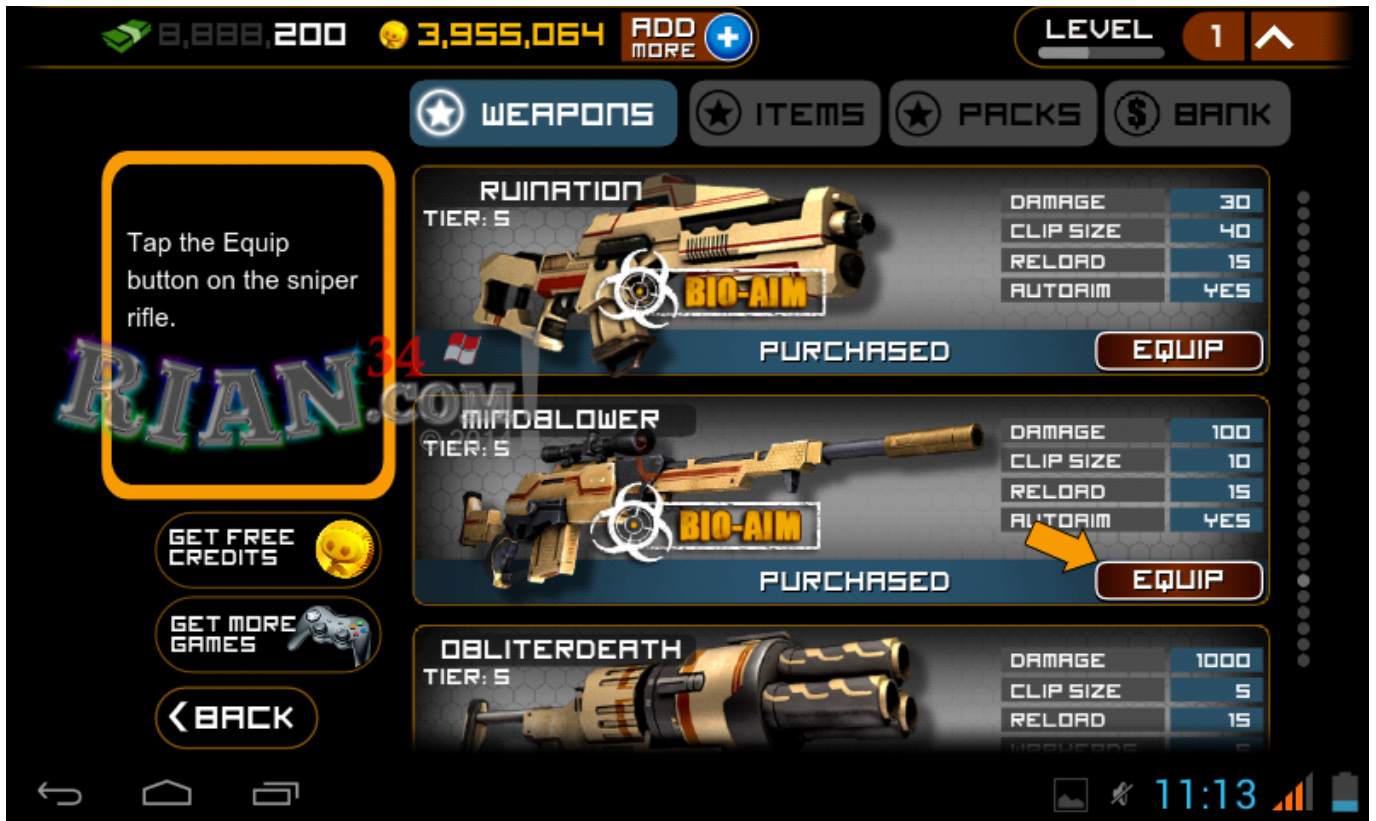 8,888,200 3,955,064 ADD MORE
LEVEL 1
WEAPONS ITEMS PACKS BANK
Tap the Equip
button on the sniper
rifle.
RIAN34.COM
GET FREE
CREDITS
GET MORE
GAMES
BACK
RUINATION
TIER: 5
BIO-AIM
DAMAGE 30
CLIP SIZE 40
RELOAD 15
AUTOAIM YES
PURCHASED EQUIP
MINDBLOWER
TIER: 5
BIO-AIM
DAMAGE 100
CLIP SIZE 10
RELOAD 15
AUTOAIM YES
PURCHASED EQUIP
OBLITERDEATH
TIER: 5
DAMAGE 1000
CLIP SIZE 5
RELOAD 15
WARHEADS 5
11:13